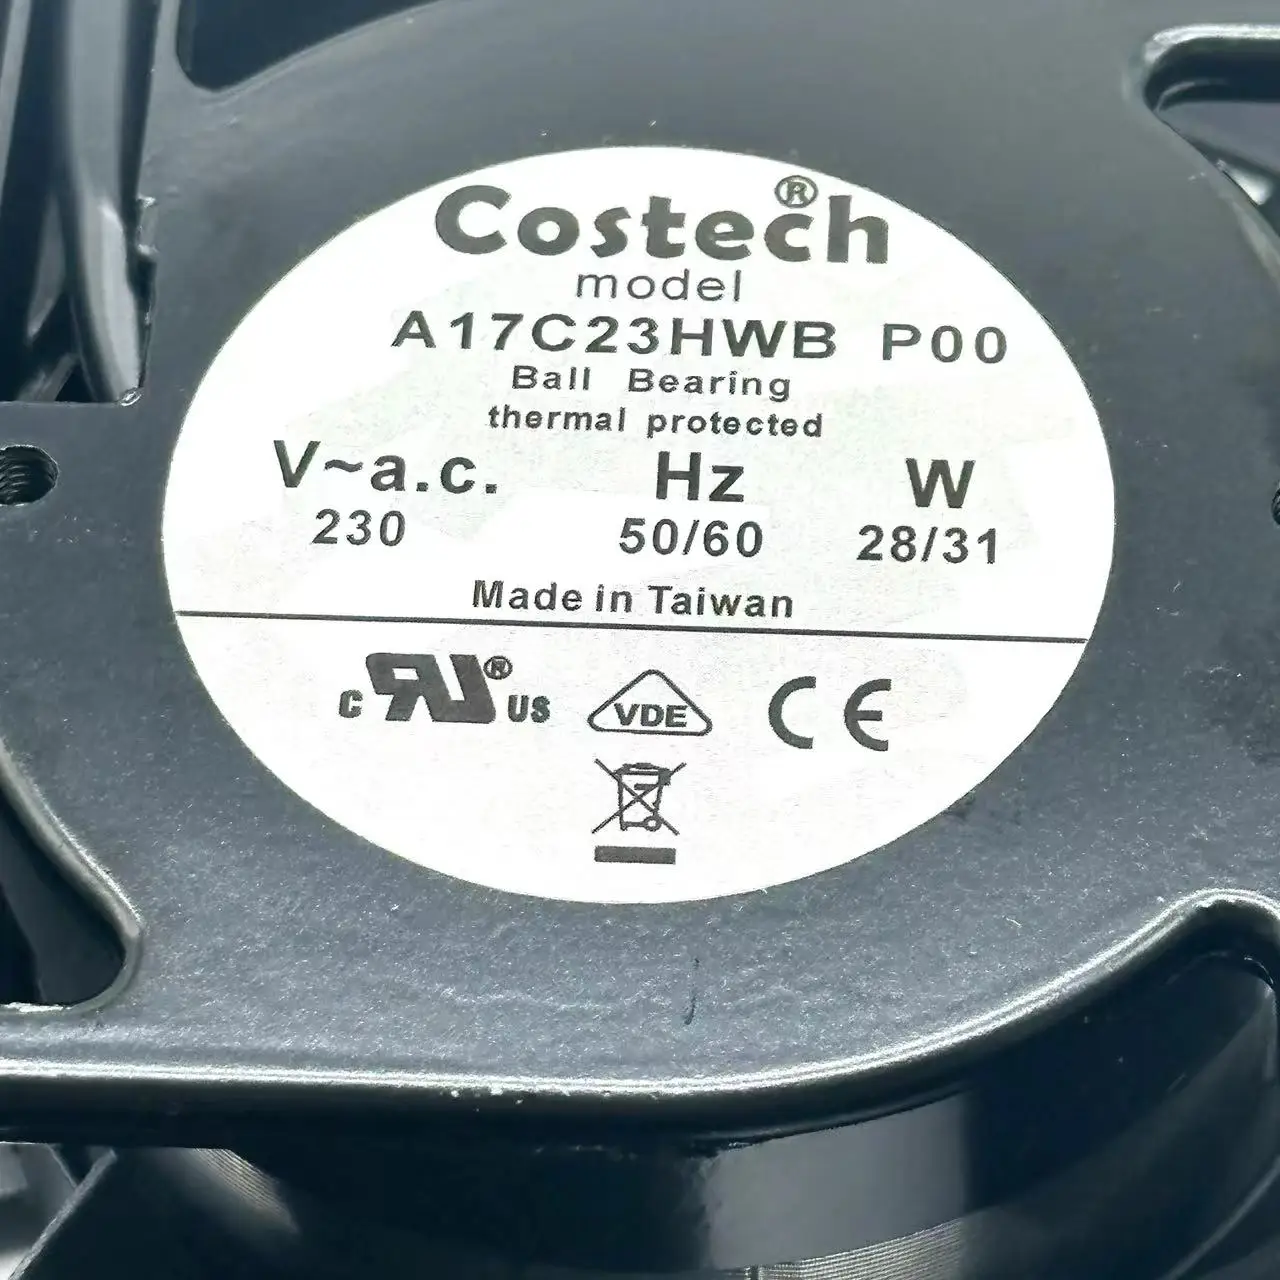 Costech®
model
A17C23HWB P00
Ball Bearing
thermal protected
V~a.c. Hz W
230 50/60 28/31
Made in Taiwan
c RU® US VDE CE